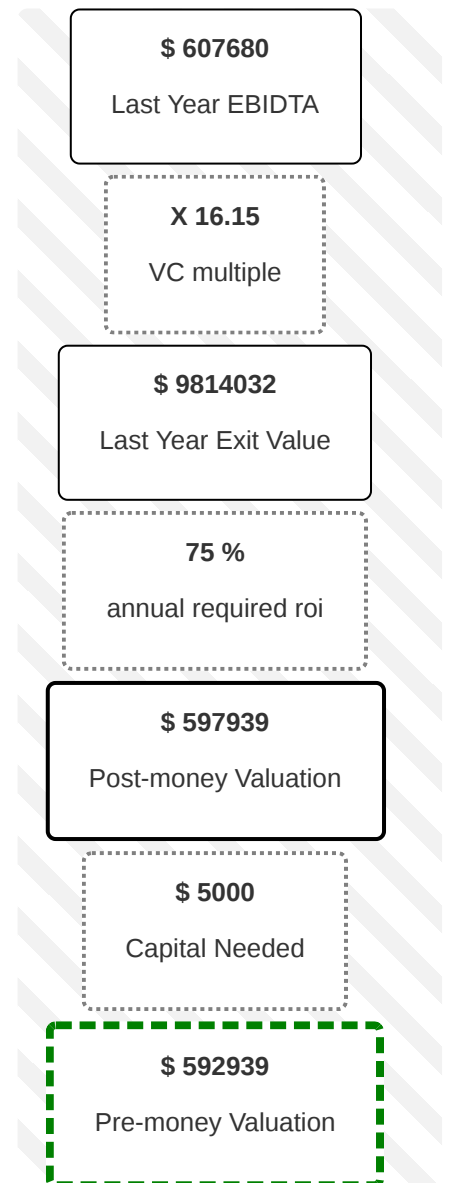 $ 607680
Last Year EBIDTA
X 16.15
VC multiple
$ 9814032
Last Year Exit Value
75 %
annual required roi
$ 597939
Post-money Valuation
$ 5000
Capital Needed
$ 592939
Pre-money Valuation